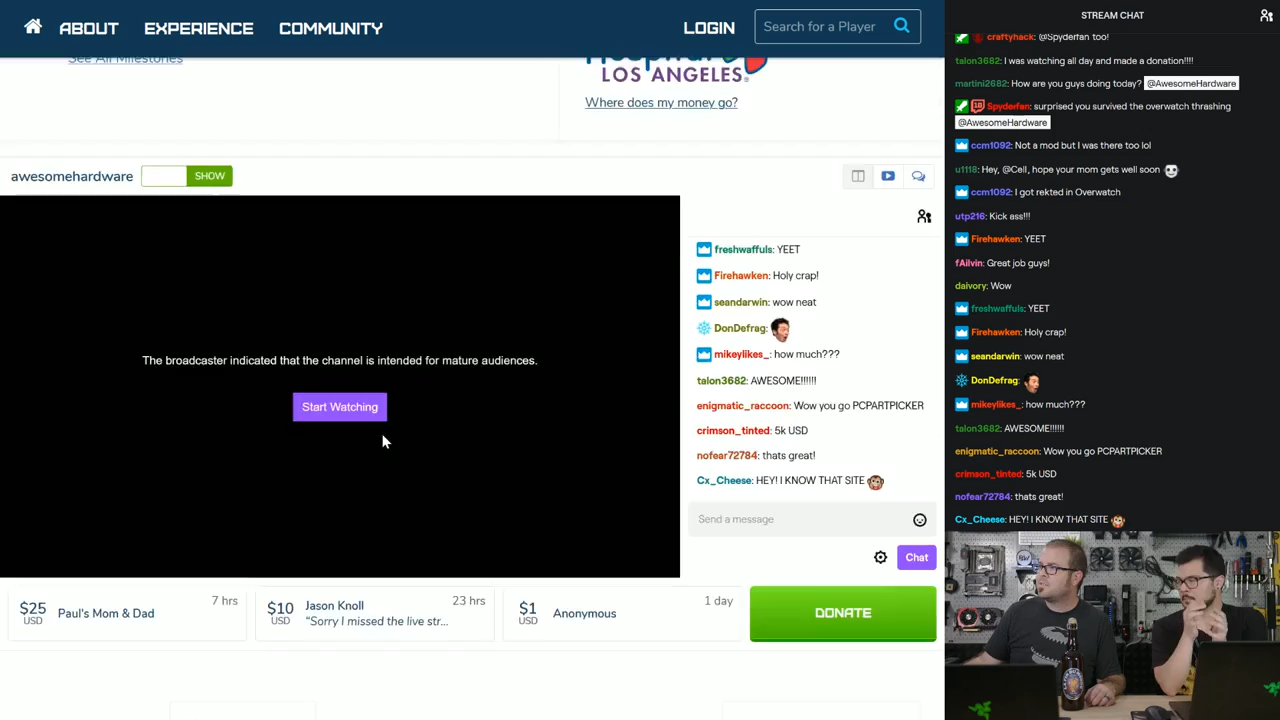 ABOUT EXPERIENCE COMMUNITY LOGIN Search for a Player
See All Milestones
LOS ANGELES
Where does my money go?
awesomehardware SHOW
The broadcaster indicated that the channel is intended for mature audiences.
Start Watching
freshwaffuls: YEET
Firehawken: Holy crap!
seandarwin: wow neat
DonDefrag:
mikeylikes_: how much???
talon3682: AWESOME!!!!!!
enigmatic_raccoon: Wow you go PCPARTPICKER
crimson_tinted: 5k USD
nofear72784: thats great!
Cx_Cheese: HEY! I KNOW THAT SITE
Send a message
Chat
$25 USD Paul's Mom & Dad 7 hrs
$10 USD Jason Knoll 23 hrs
"Sorry I missed the live str...
$1 USD Anonymous 1 day
DONATE
STREAM CHAT
craftyhack: @Spyderfan too!
talon3682: I was watching all day and made a donation!!!!
martini2682: How are you guys doing today? @AwesomeHardware
Spyderfan: surprised you survived the overwatch thrashing
@AwesomeHardware
ccm1092: Not a mod but I was there too lol
u1118: Hey, @Cell, hope your mom gets well soon
ccm1092: I got rekted in Overwatch
utp216: Kick ass!!!
Firehawken: YEET
fAilvin: Great job guys!
daivory: Wow
freshwaffuls: YEET
Firehawken: Holy crap!
seandarwin: wow neat
DonDefrag:
mikeylikes_: how much???
talon3682: AWESOME!!!!!!
enigmatic_raccoon: Wow you go PCPARTPICKER
crimson_tinted: 5k USD
nofear72784: thats great!
Cx_Cheese: HEY! I KNOW THAT SITE